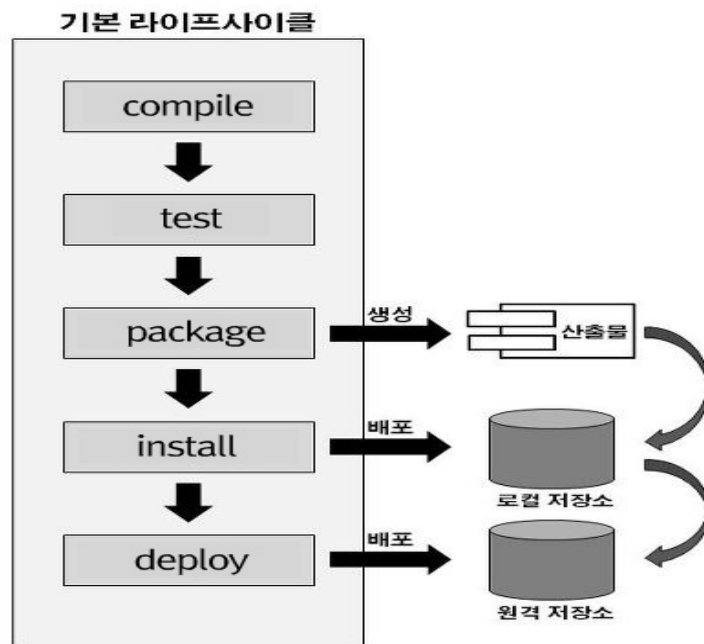 기본 라이프사이클
compile
test
package
생성
산출물
install
배포
로컬 저장소
deploy
배포
원격 저장소